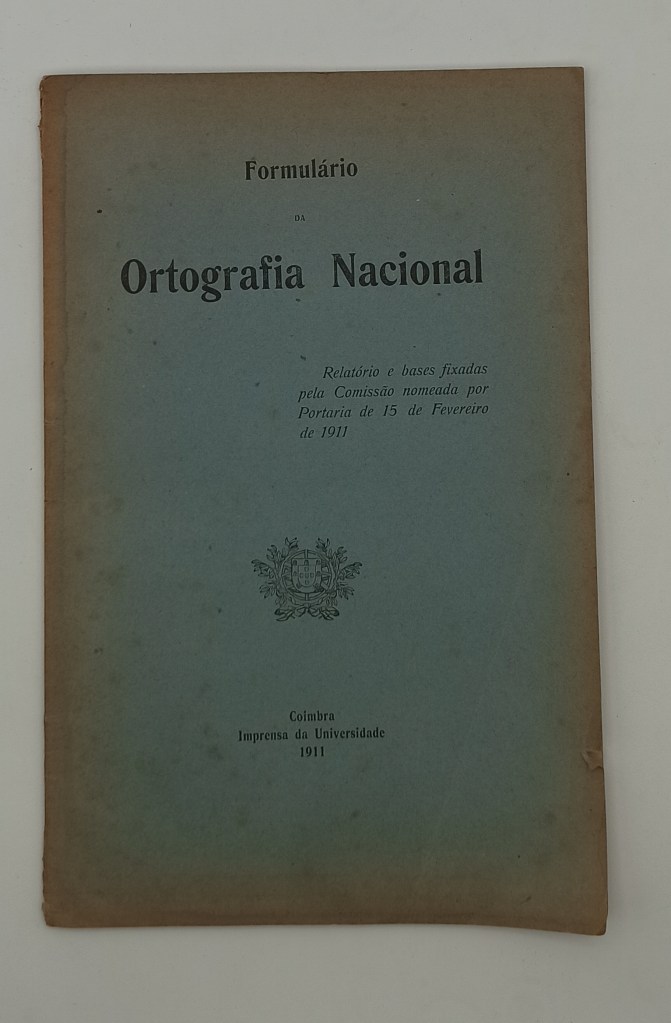 Formulário
DA
Ortografia Nacional
Relatório e bases fixadas
pela Comissão nomeada por
Portaria de 15 de Fevereiro
de 1911
Coimbra
Imprensa da Universidade
1911